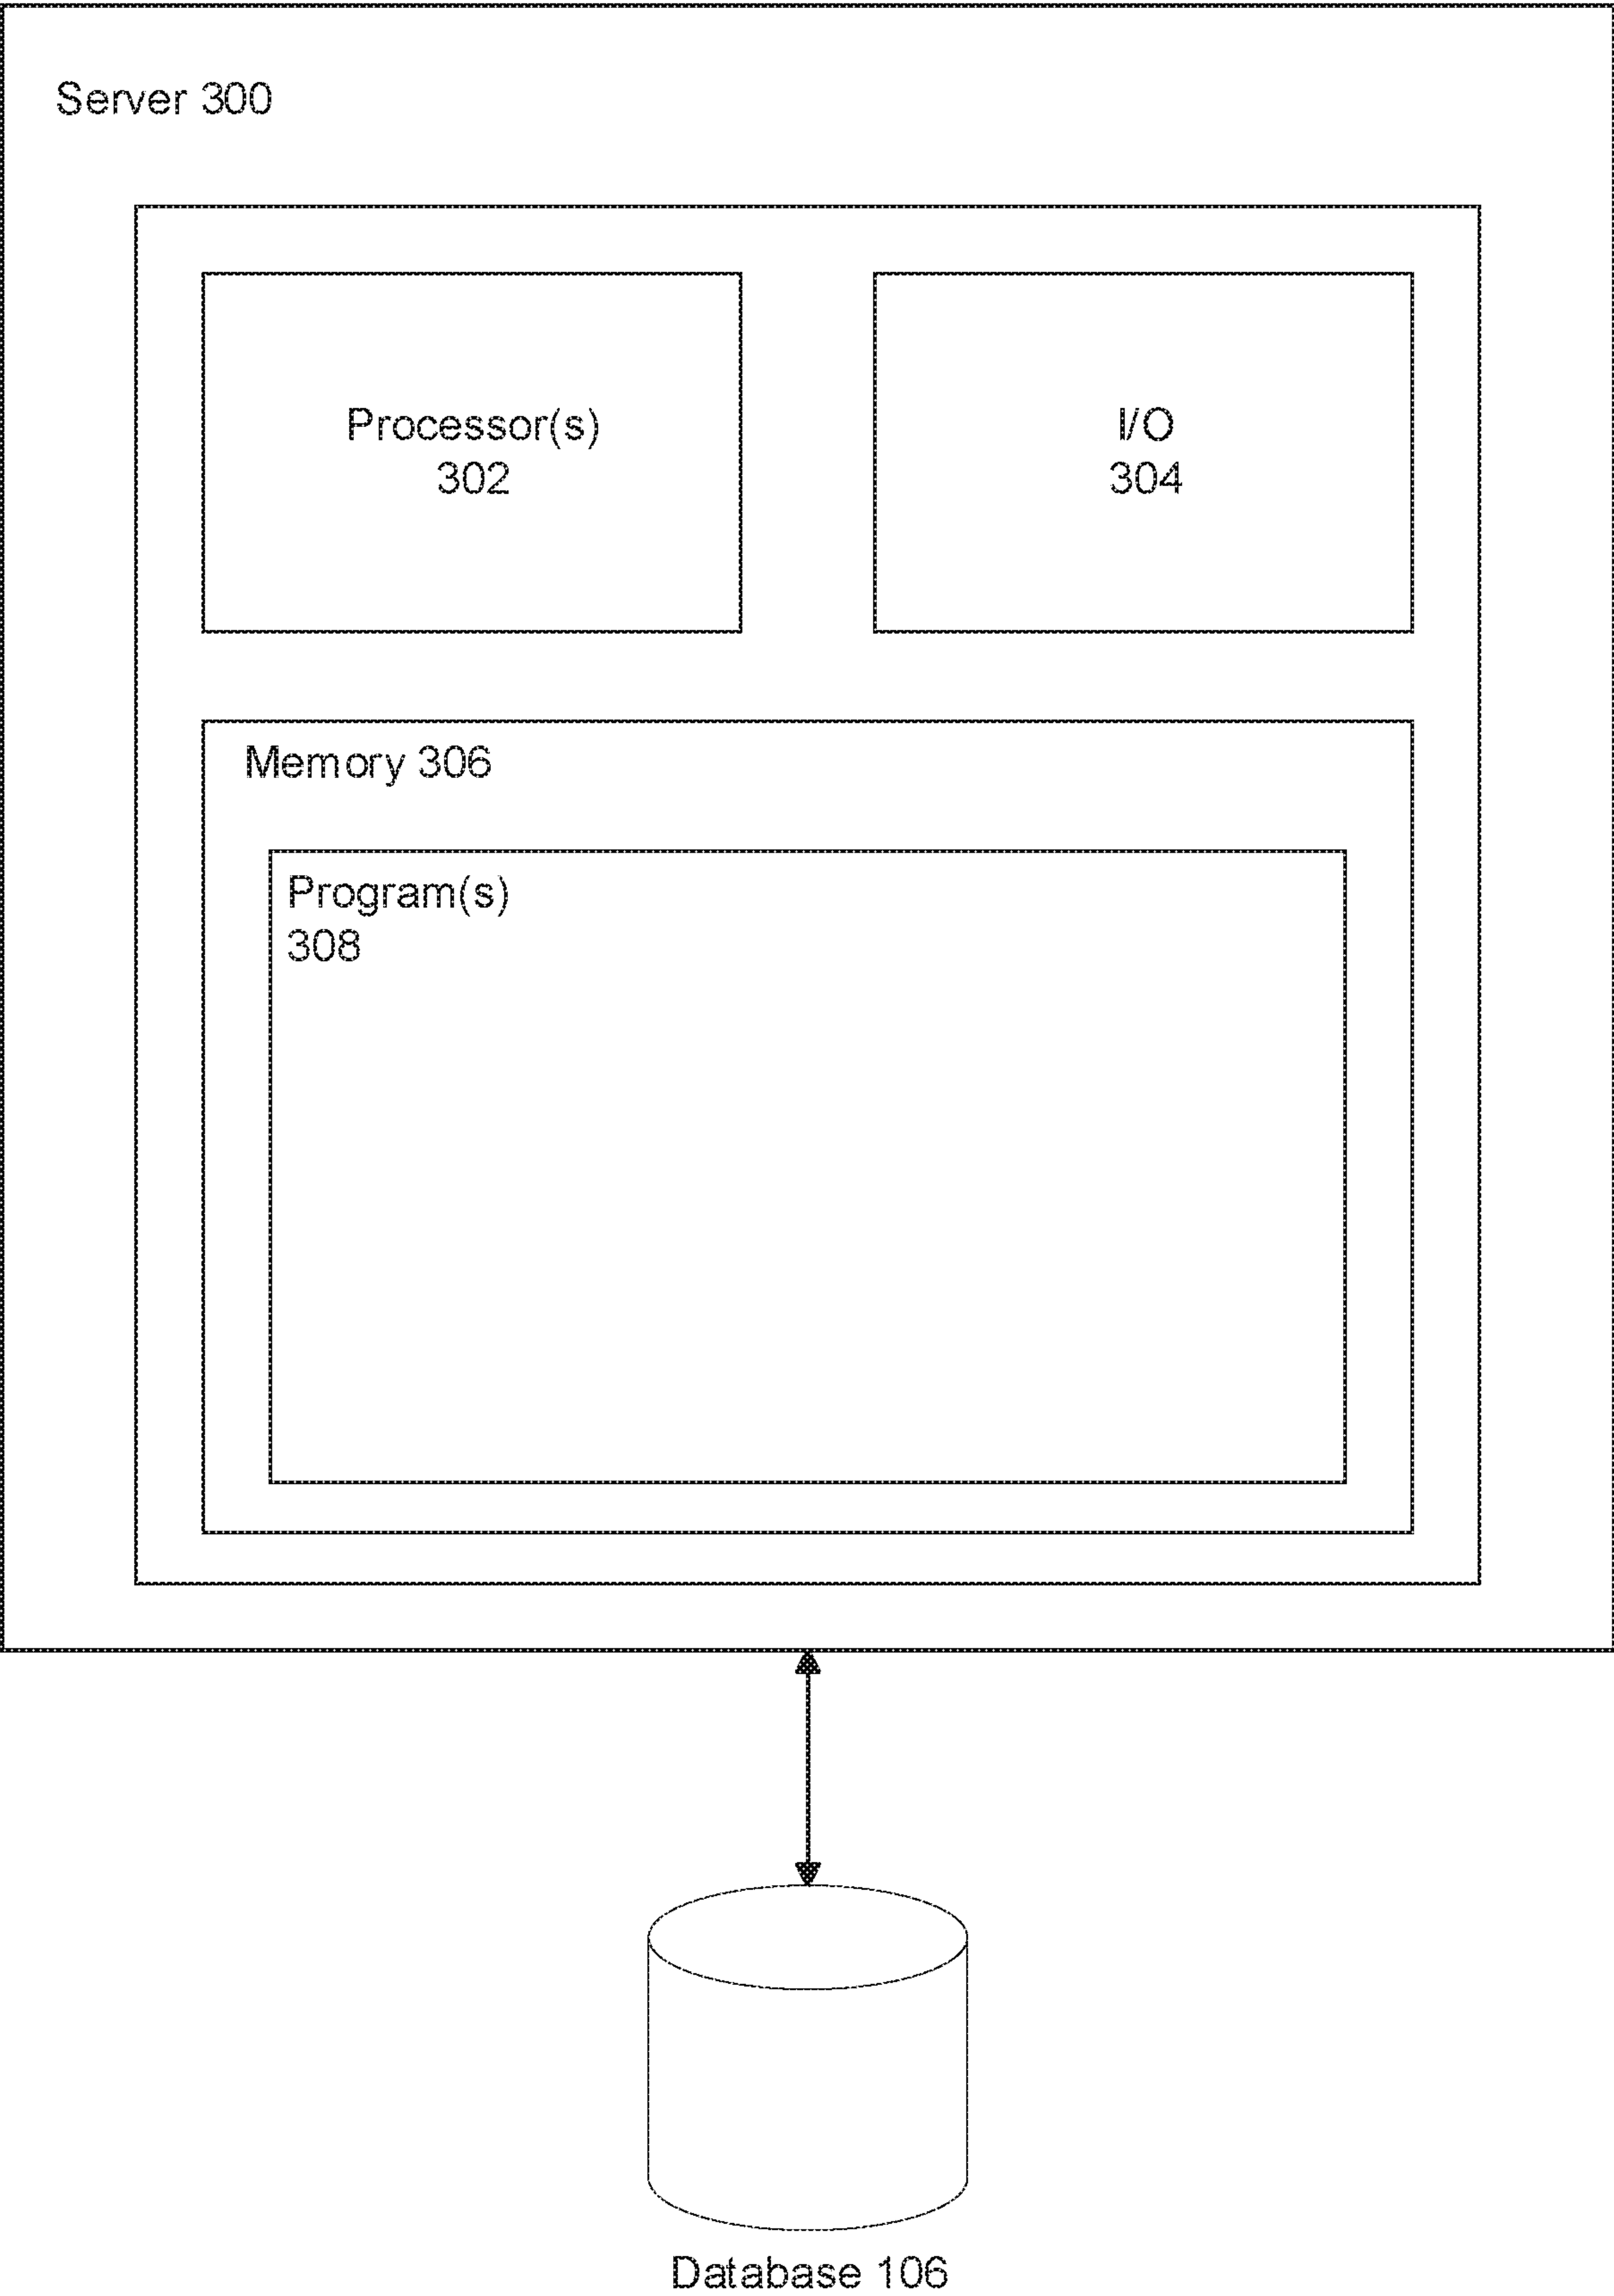 Server 300
Processor(s)
302
I/O
304
Memory 306
Program(s)
308
Database 106